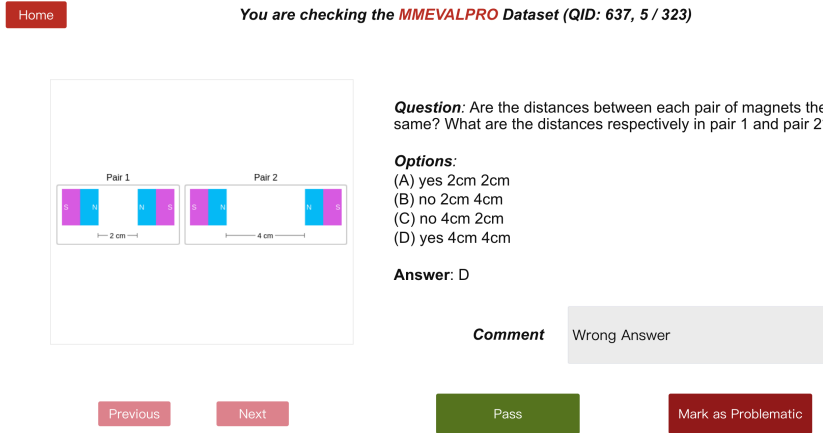 Home
You are checking the MMEVALPRO Dataset (QID: 637, 5 / 323)
Question: Are the distances between each pair of magnets the
same? What are the distances respectively in pair 1 and pair 2
Options:
(A) yes 2cm 2cm
(B) no 2cm 4cm
(C) no 4cm 2cm
(D) yes 4cm 4cm
Answer: D
Pair 1
Pair 2
S N N S
S N N S
2 cm
4 cm
Comment
Wrong Answer
Previous
Next
Pass
Mark as Problematic